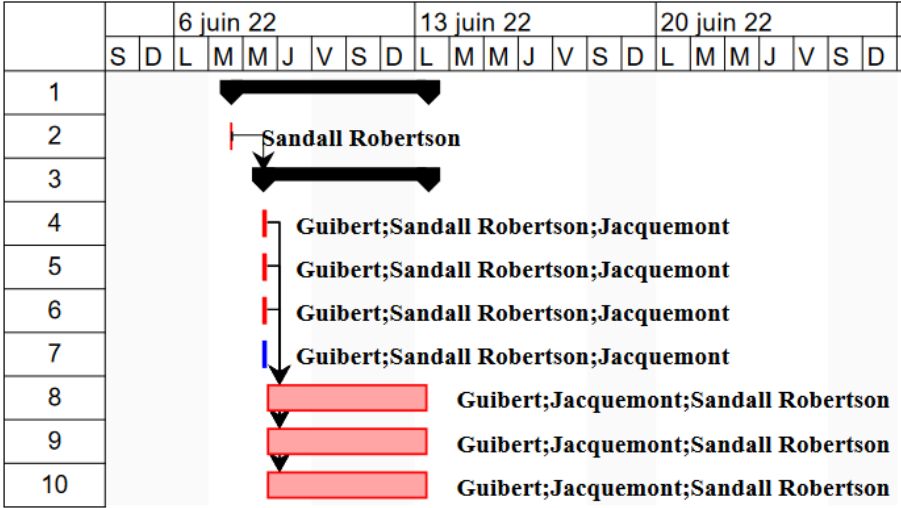 6 juin 22 13 juin 22 20 juin 22
S D L M M J V S D L M M J V S D L M M J V S D
1
2 Sandall Robertson
3
4 Guibert;Sandall Robertson;Jacquemont
5 Guibert;Sandall Robertson;Jacquemont
6 Guibert;Sandall Robertson;Jacquemont
7 Guibert;Sandall Robertson;Jacquemont
8 Guibert;Jacquemont;Sandall Robertson
9 Guibert;Jacquemont;Sandall Robertson
10 Guibert;Jacquemont;Sandall Robertson